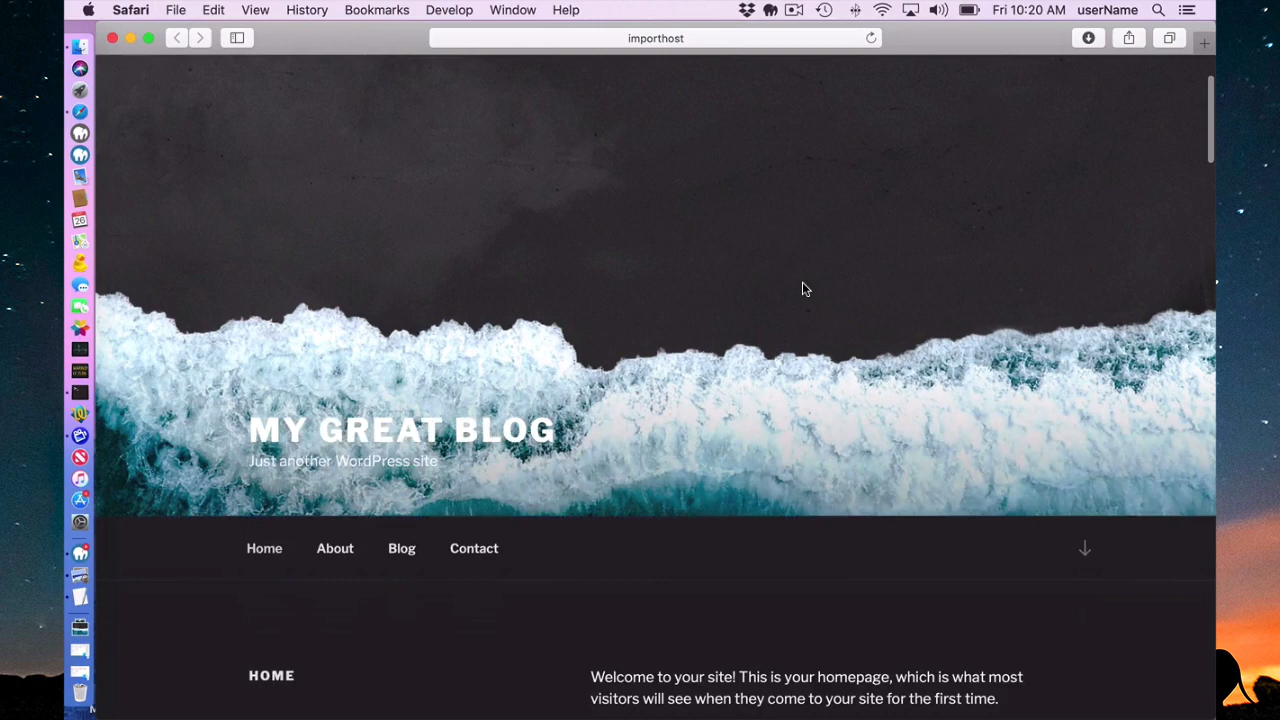 Safari File Edit View History Bookmarks Develop Window Help Fri 10:20 AM userName
importhost
26
MY GREAT BLOG
Just another WordPress site
Home About Blog Contact
HOME
Welcome to your site! This is your homepage, which is what most
visitors will see when they come to your site for the first time.